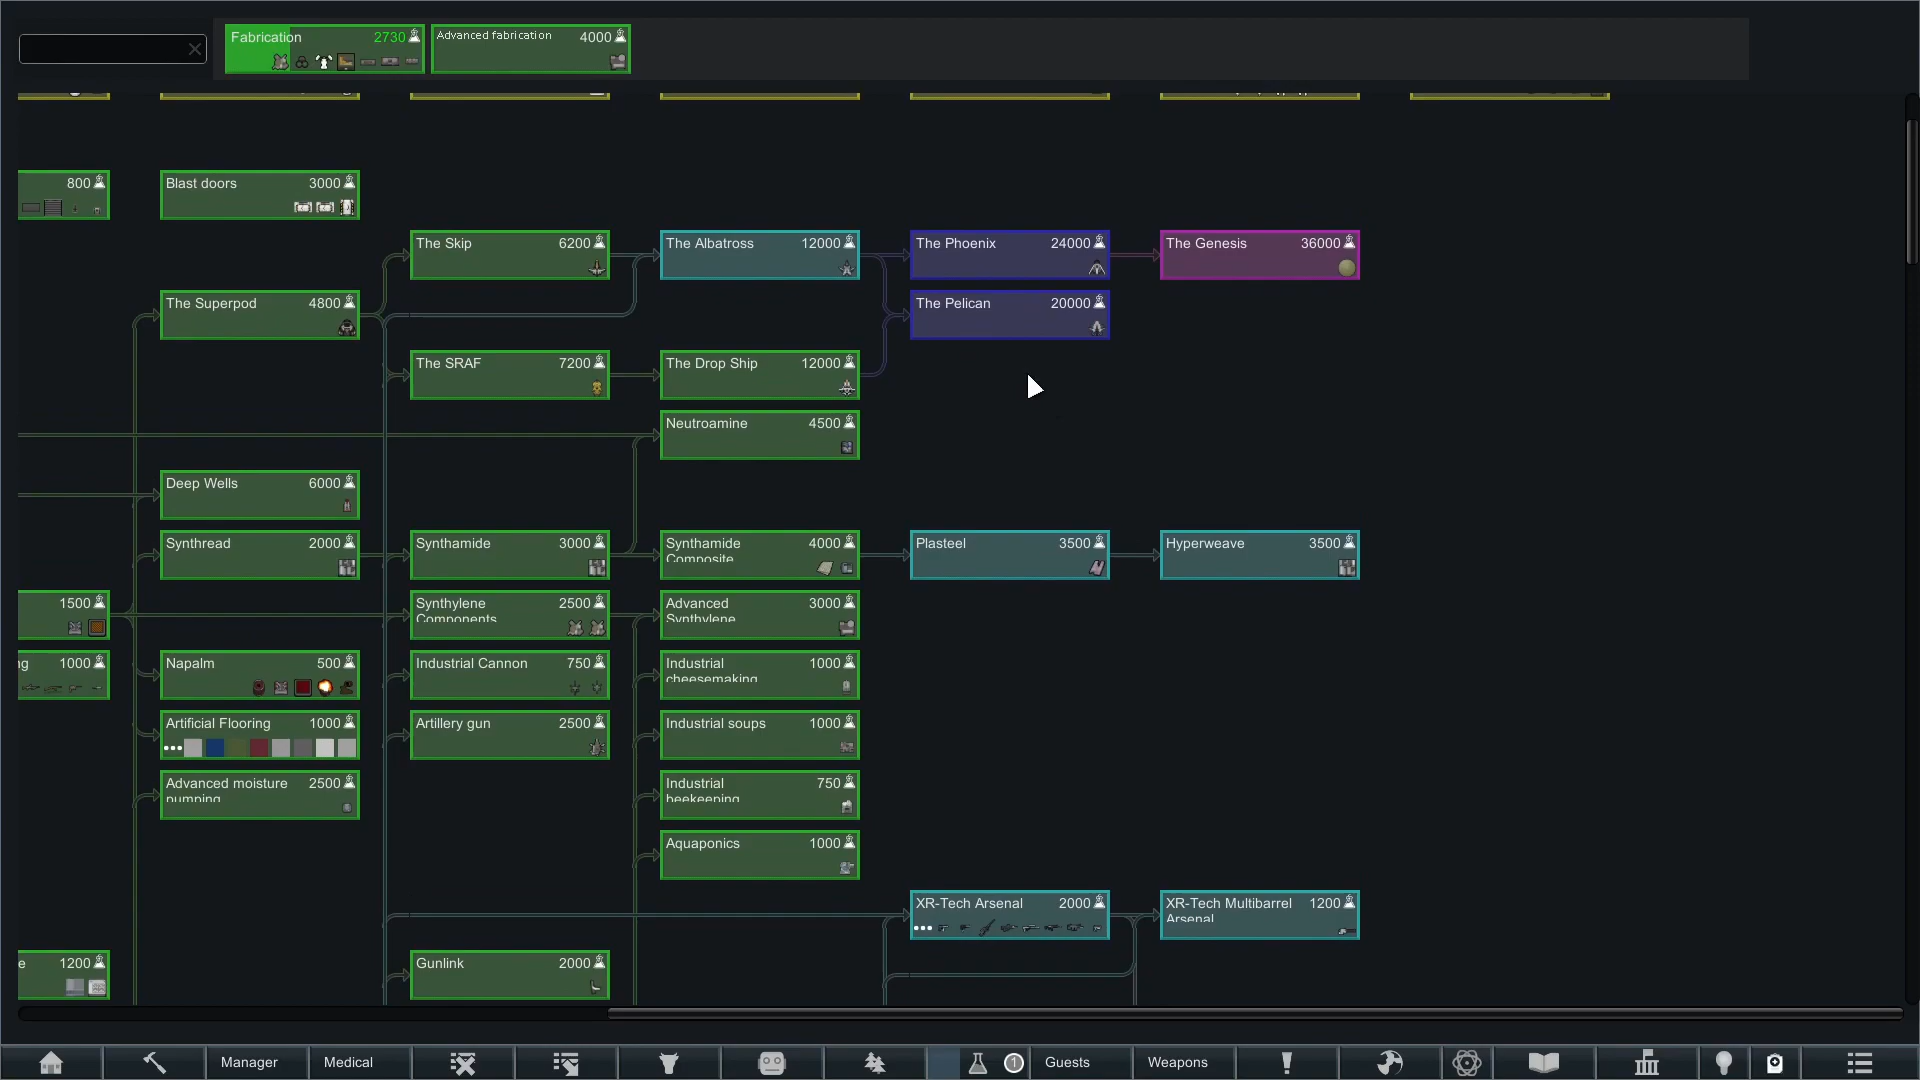 Fabrication 2730
Advanced fabrication 4000
800
Blast doors 3000
The Skip 6200
The Albatross 12000
The Phoenix 24000
The Genesis 36000
The Superpod 4800
The Pelican 20000
The SRAF 7200
The Drop Ship 12000
Neutroamine 4500
Deep Wells 6000
Synthread 2000
Synthamide 3000
Synthamide 4000
Composite
Plasteel 3500
Hyperweave 3500
1500
Synthylene 2500
Components
Advanced 3000
Synthylene
ng 1000
Napalm 500
Industrial Cannon 750
Industrial 1000
cheesemaking
Artificial Flooring 1000
Artillery gun 2500
Industrial soups 1000
Advanced moisture 2500
pumping
Industrial 750
beekeeping
Aquaponics 1000
XR-Tech Arsenal 2000
XR-Tech Multibarrel 1200
Arsenal
e 1200
Gunlink 2000
Manager
Medical
1
Guests
Weapons